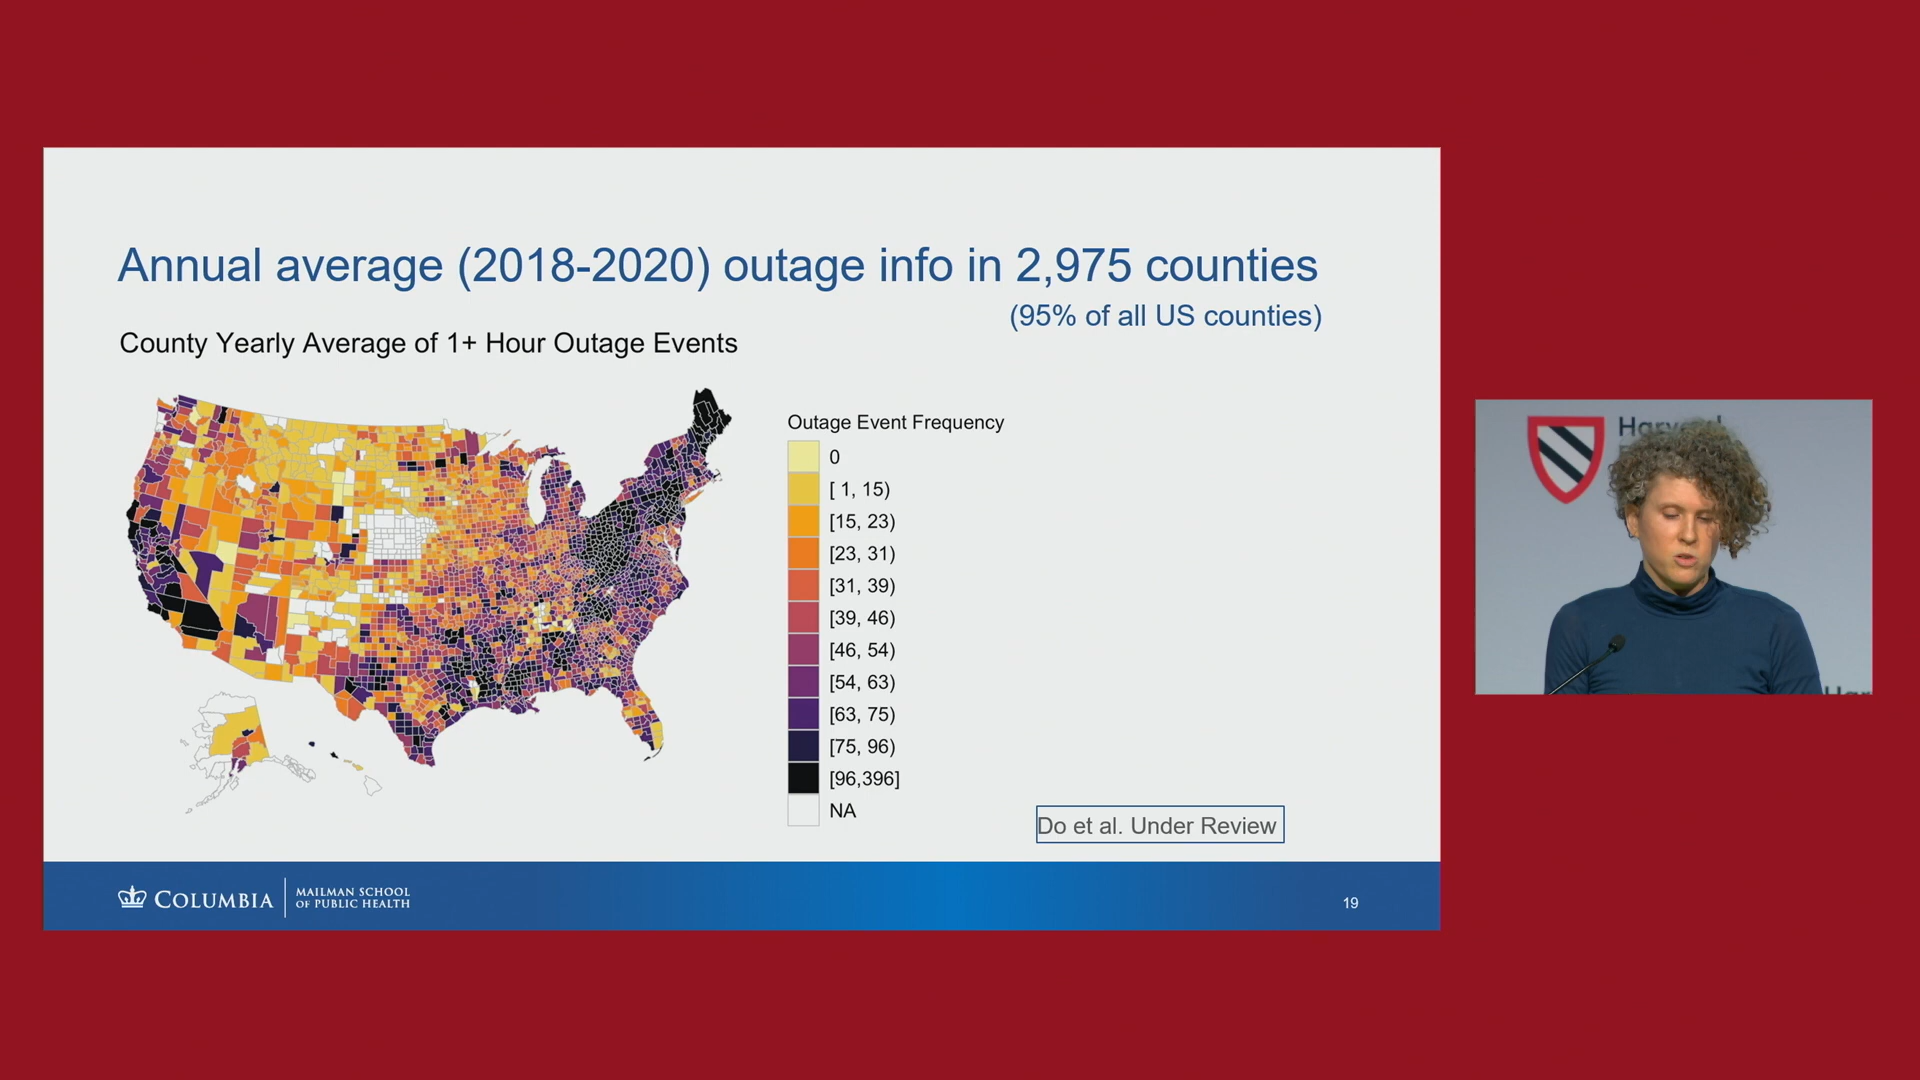 Annual average (2018-2020) outage info in 2,975 counties
(95% of all US counties)
County Yearly Average of 1+ Hour Outage Events
Outage Event Frequency
0
[ 1, 15)
[15, 23)
[23, 31)
[31, 39)
[39, 46)
[46, 54)
[54, 63)
[63, 75)
[75, 96)
[96,396]
NA
Do et al. Under Review
COLUMBIA
MAILMAN SCHOOL
OF PUBLIC HEALTH
19
Harvard
Har